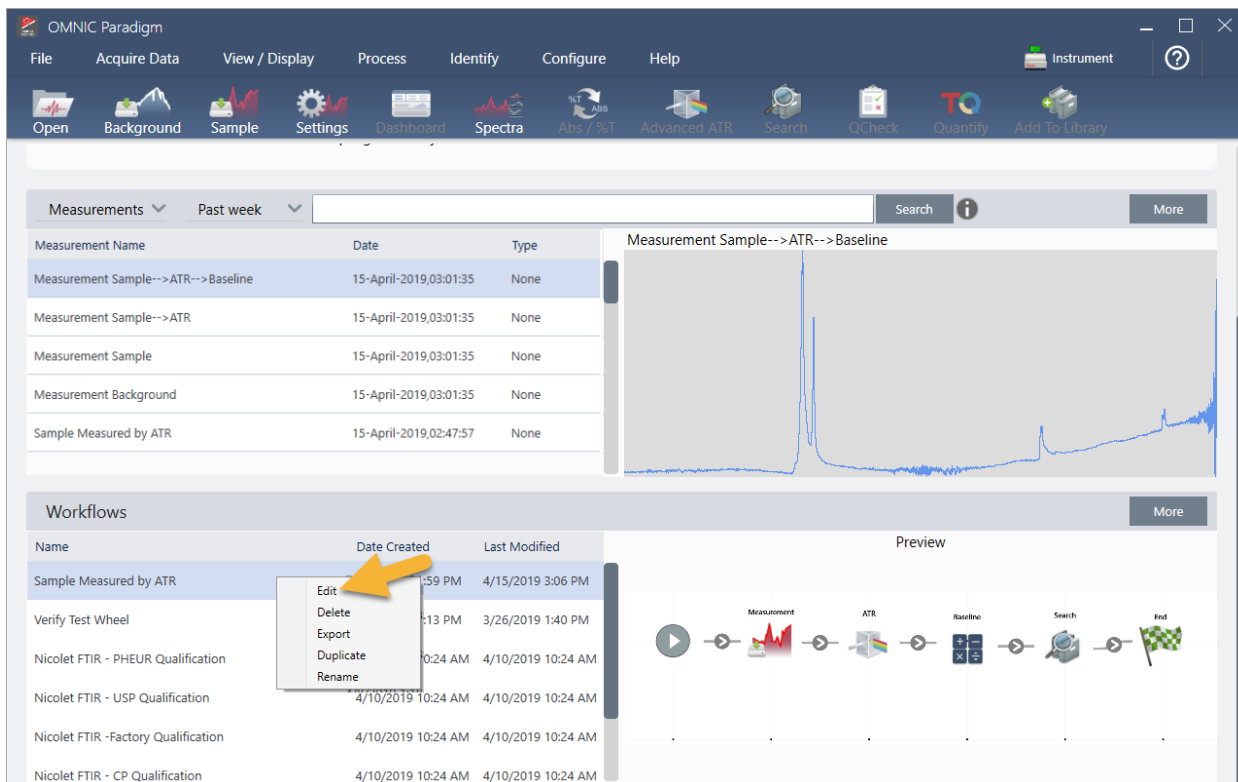 OMNIC Paradigm
File Acquire Data View / Display Process Identify Configure Help Instrument
%T ABS TQ
Open Background Sample Settings Dashboard Spectra Abs / %T Advanced ATR Search QCheck Quantify Add To Library
Measurements Past week Search More
Measurement Name Date Type
Measurement Sample-->ATR-->Baseline
Measurement Sample-->ATR-->Baseline 15-April-2019,03:01:35 None
Measurement Sample-->ATR 15-April-2019,03:01:35 None
Measurement Sample 15-April-2019,03:01:35 None
Measurement Background 15-April-2019,03:01:35 None
Sample Measured by ATR 15-April-2019,02:47:57 None
Workflows More
Name Date Created Last Modified
Preview
Sample Measured by ATR :59 PM 4/15/2019 3:06 PM
Edit
Delete
Verify Test Wheel :13 PM 3/26/2019 1:40 PM
Export
Duplicate
Nicolet FTIR - PHEUR Qualification 0:24 AM 4/10/2019 10:24 AM
Rename
Nicolet FTIR - USP Qualification 4/10/2019 10:24 AM 4/10/2019 10:24 AM
Nicolet FTIR -Factory Qualification 4/10/2019 10:24 AM 4/10/2019 10:24 AM
Nicolet FTIR - CP Qualification 4/10/2019 10:24 AM 4/10/2019 10:24 AM
Measurement ATR Baseline Search End